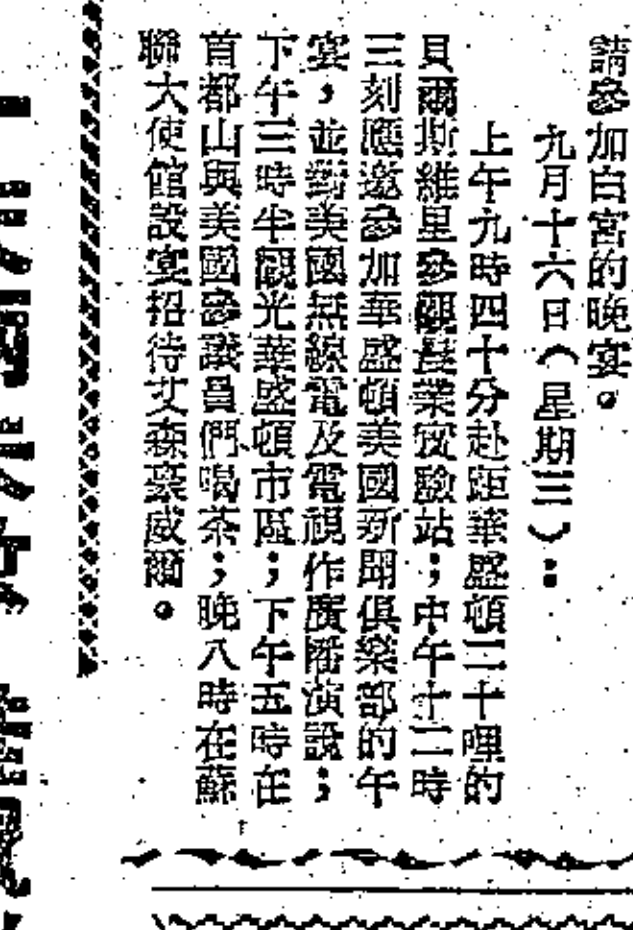 請參加白宮的晚宴。
九月十六日(星期三):
上午九時四十分赴距華盛頓二十哩的
貝爾斯維里參觀農業實驗站;中午十二時
三刻應邀參加華盛頓美國新聞俱樂部的午
宴,並對美國無線電及電視作廣播演說;
下午三時半觀光華盛頓市區;下午五時在
首都山與美國參議員們喝茶;晚八時在蘇
聯大使館設宴招待艾森豪威爾。